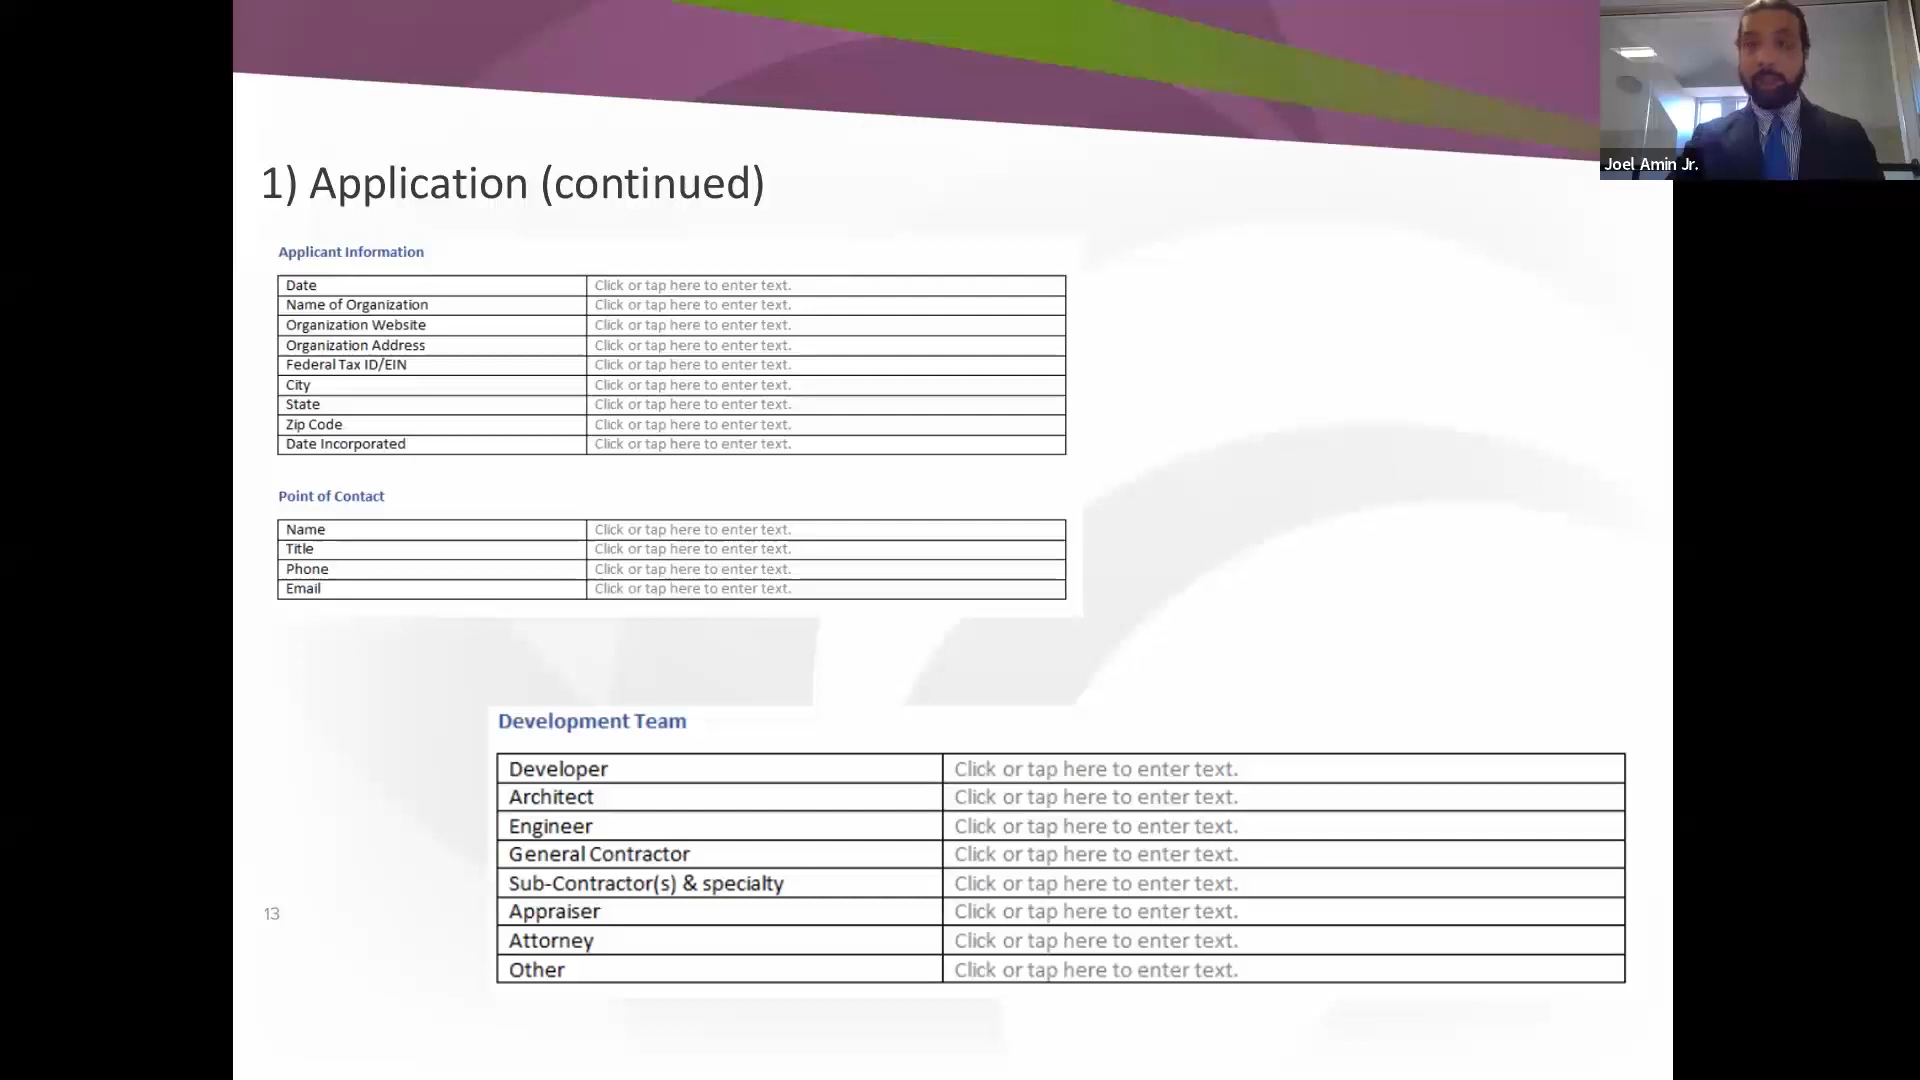 1) Application (continued)
Joel Amin Jr.
Applicant Information
Date Click or tap here to enter text.
Name of Organization Click or tap here to enter text.
Organization Website Click or tap here to enter text.
Organization Address Click or tap here to enter text.
Federal Tax ID/EIN Click or tap here to enter text.
City Click or tap here to enter text.
State Click or tap here to enter text.
Zip Code Click or tap here to enter text.
Date Incorporated Click or tap here to enter text.
Point of Contact
Name Click or tap here to enter text.
Title Click or tap here to enter text.
Phone Click or tap here to enter text.
Email Click or tap here to enter text.
Development Team
Developer Click or tap here to enter text.
Architect Click or tap here to enter text.
Engineer Click or tap here to enter text.
General Contractor Click or tap here to enter text.
Sub-Contractor(s) & specialty Click or tap here to enter text.
Appraiser Click or tap here to enter text.
Attorney Click or tap here to enter text.
Other Click or tap here to enter text.
13